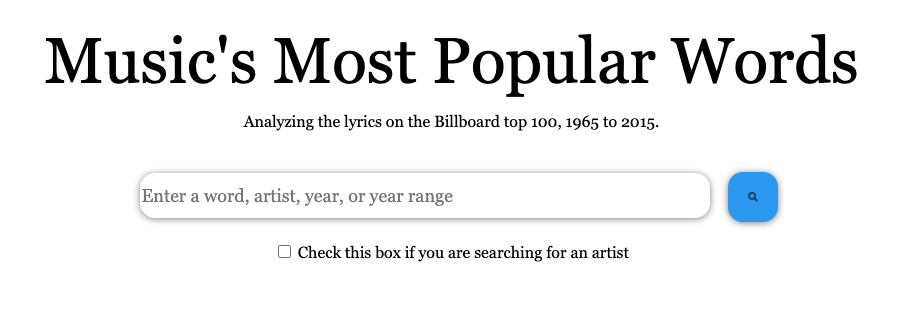 Music's Most Popular Words
Analyzing the lyrics on the Billboard top 100, 1965 to 2015.
Enter a word, artist, year, or year range
Check this box if you are searching for an artist